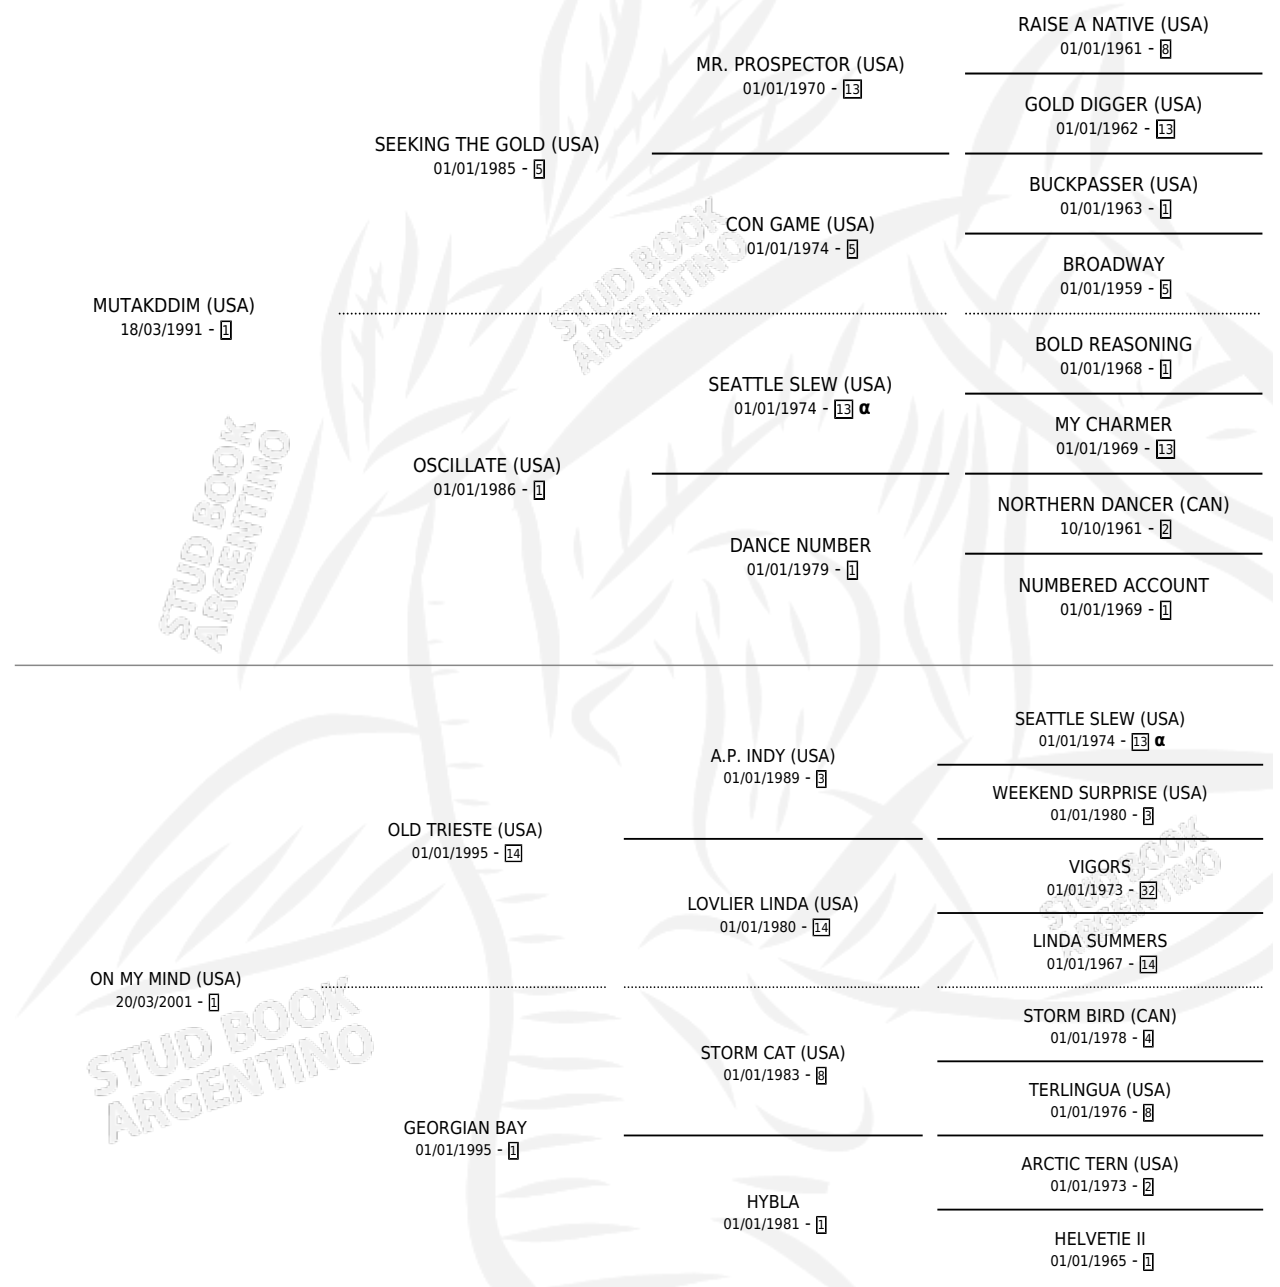 RAISE A NATIVE (USA)
01/01/1961 - 8
MR. PROSPECTOR (USA)
01/01/1970 - 13
GOLD DIGGER (USA)
01/01/1962 - 13
SEEKING THE GOLD (USA)
01/01/1985 - 5
BUCKPASSER (USA)
01/01/1963 - 1
CON GAME (USA)
01/01/1974 - 5
BROADWAY
01/01/1959 - 5
MUTAKDDIM (USA)
18/03/1991 - 1
BOLD REASONING
01/01/1968 - 1
SEATTLE SLEW (USA)
01/01/1974 - 13 α
MY CHARMER
01/01/1969 - 13
OSCILLATE (USA)
01/01/1986 - 1
NORTHERN DANCER (CAN)
10/10/1961 - 2
DANCE NUMBER
01/01/1979 - 1
NUMBERED ACCOUNT
01/01/1969 - 1
SEATTLE SLEW (USA)
01/01/1974 - 13 α
A.P. INDY (USA)
01/01/1989 - 3
WEEKEND SURPRISE (USA)
01/01/1980 - 3
OLD TRIESTE (USA)
01/01/1995 - 14
VIGORS
01/01/1973 - 32
LOVLIER LINDA (USA)
01/01/1980 - 14
LINDA SUMMERS
01/01/1967 - 14
ON MY MIND (USA)
20/03/2001 - 1
STORM BIRD (CAN)
01/01/1978 - 4
STORM CAT (USA)
01/01/1983 - 8
TERLINGUA (USA)
01/01/1976 - 8
GEORGIAN BAY
01/01/1995 - 1
ARCTIC TERN (USA)
01/01/1973 - 2
HYBLA
01/01/1981 - 1
HELVETIE II
01/01/1965 - 1
STUD BOOK
ARGENTINO
STUD BOOK
ARGENTINO
STUD BOOK
ARGENTINO
STUD BOOK
ARGENTINO